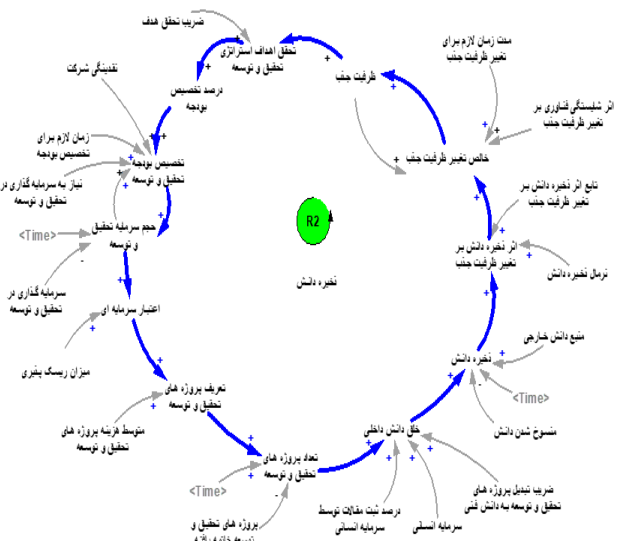 ضریب تحقق هدف
تحقق اهداف استراتژی
تحقیق و توسعه
ظرفیت جذب
مدت زمان لازم برای
تغییر ظرفیت جذب
اثر شایستگی فناوری بر
تغییر ظرفیت جذب
خالص تغییر ظرفیت جذب
تابع اثر ذخیره دانش بر
تغییر ظرفیت جذب
اثر ذخیره دانش بر
تغییر ظرفیت جذب
نرمال ذخیره دانش
منبع دانش خارجی
ذخیره دانش
<Time>
منسوخ شدن دانش
خلق دانش داخلی
ضریب تبدیل پروژه های
تحقیق و توسعه به دانش فنی
سرمایه انسانی
درصد ثبت مقالات توسط
سرمایه انسانی
تعداد پروژه های
تحقیق و توسعه
<Time>
پروژه های تحقیق و
توسعه خاتمه یافته
تعریف پروژه های
تحقیق و توسعه
متوسط هزینه پروژه های
تحقیق و توسعه
اعتبار سرمایه ای
میزان ریسک پذیری
حجم سرمایه تحقیق
و توسعه
<Time>
سرمایه گذاری در
تحقیق و توسعه
تخصیص بودجه
تحقیق و توسعه
نیاز به سرمایه گذاری در
تحقیق و توسعه
زمان لازم برای
تخصیص بودجه
نقدینگی شرکت
درصد تخصیص
بودجه
R2
ذخیره دانش